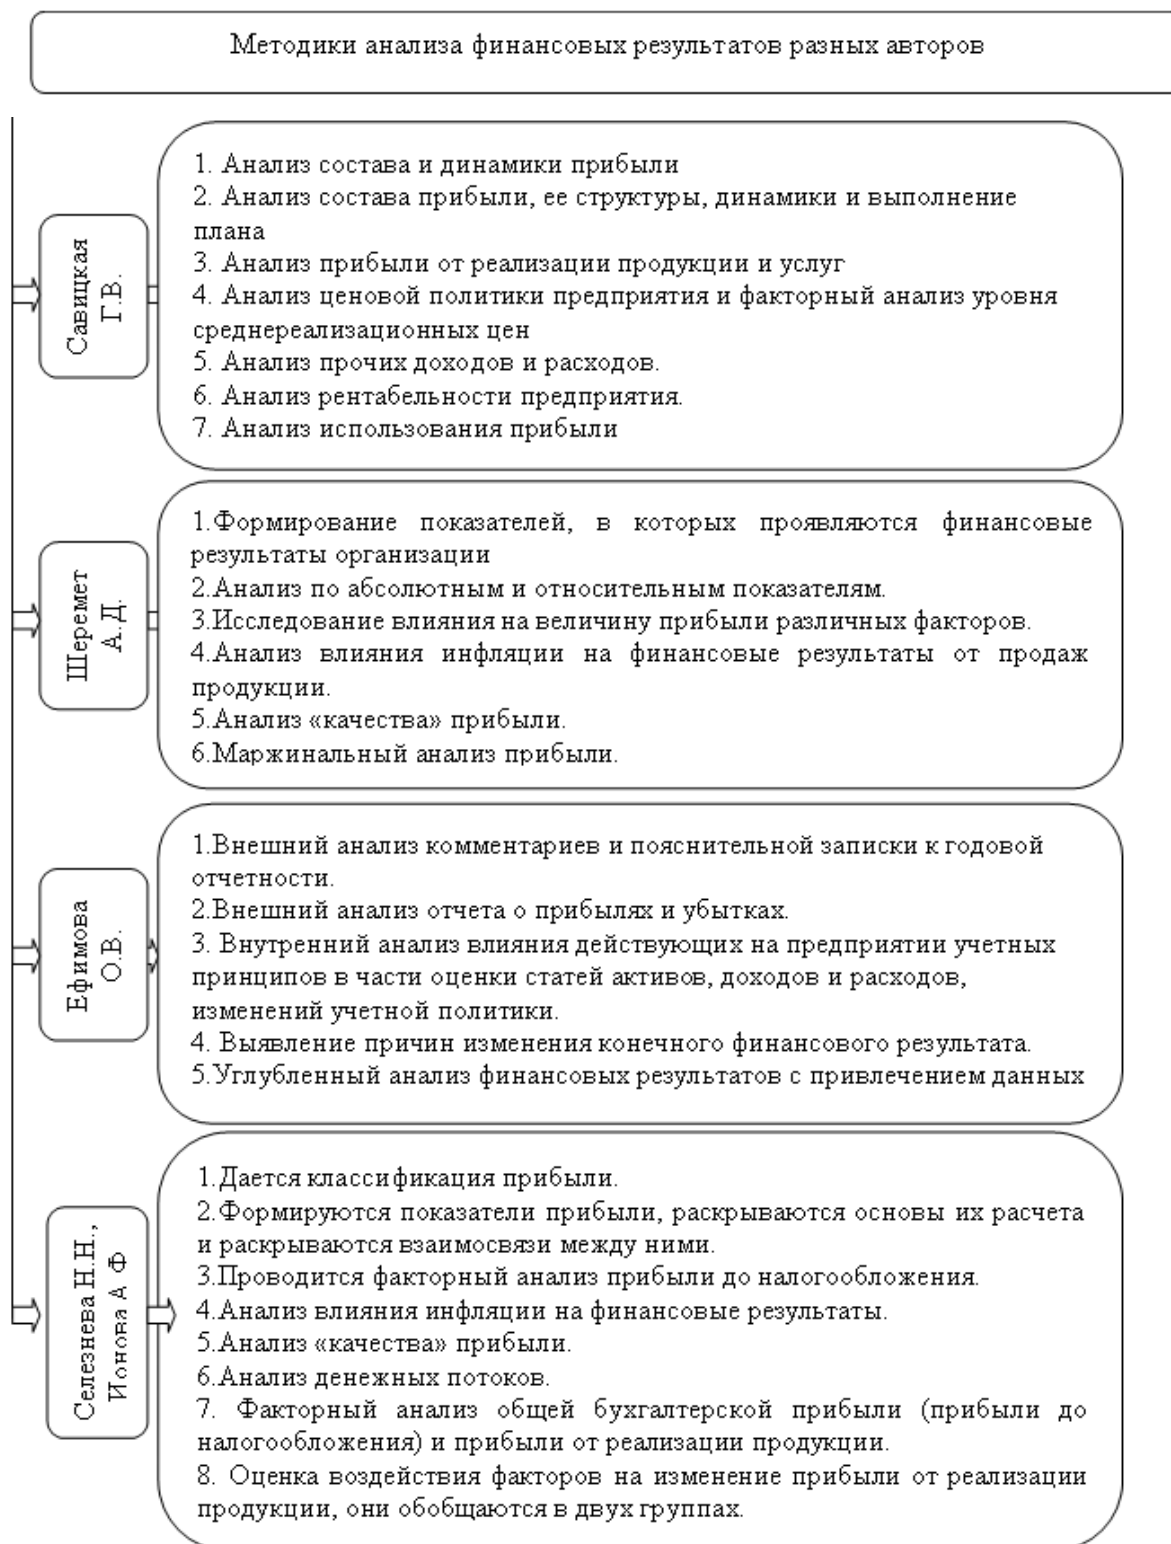 Методики анализа финансовых результатов разных авторов
Савицкая
Г.В.
1. Анализ состава и динамики прибыли
2. Анализ состава прибыли, ее структуры, динамики и выполнение
плана
3. Анализ прибыли от реализации продукции и услуг
4. Анализ ценовой политики предприятия и факторный анализ уровня
среднереализационных цен
5. Анализ прочих доходов и расходов.
6. Анализ рентабельности предприятия.
7. Анализ использования прибыли
Шеремет
А.Д.
1.Формирование показателей, в которых проявляются финансовые
результаты организации
2.Анализ по абсолютным и относительным показателям.
3.Исследование влияния на величину прибыли различных факторов.
4.Анализ влияния инфляции на финансовые результаты от продаж
продукции.
5.Анализ «качества» прибыли.
6.Маржинальный анализ прибыли.
Ефимова
О.В.
1.Внешний анализ комментариев и пояснительной записки к годовой
отчетности.
2.Внешний анализ отчета о прибылях и убытках.
3. Внутренний анализ влияния действующих на предприятии учетных
принципов в части оценки статей активов, доходов и расходов,
изменений учетной политики.
4. Выявление причин изменения конечного финансового результата.
5.Углубленный анализ финансовых результатов с привлечением данных
Селезнева Н.Н.,
Ионова А.Ф
1.Дается классификация прибыли.
2.Формируются показатели прибыли, раскрываются основы их расчета
и раскрываются взаимосвязи между ними.
3.Проводится факторный анализ прибыли до налогообложения.
4.Анализ влияния инфляции на финансовые результаты.
5.Анализ «качества» прибыли.
6.Анализ денежных потоков.
7. Факторный анализ общей бухгалтерской прибыли (прибыли до
налогообложения) и прибыли от реализации продукции.
8. Оценка воздействия факторов на изменение прибыли от реализации
продукции, они обобщаются в двух группах.